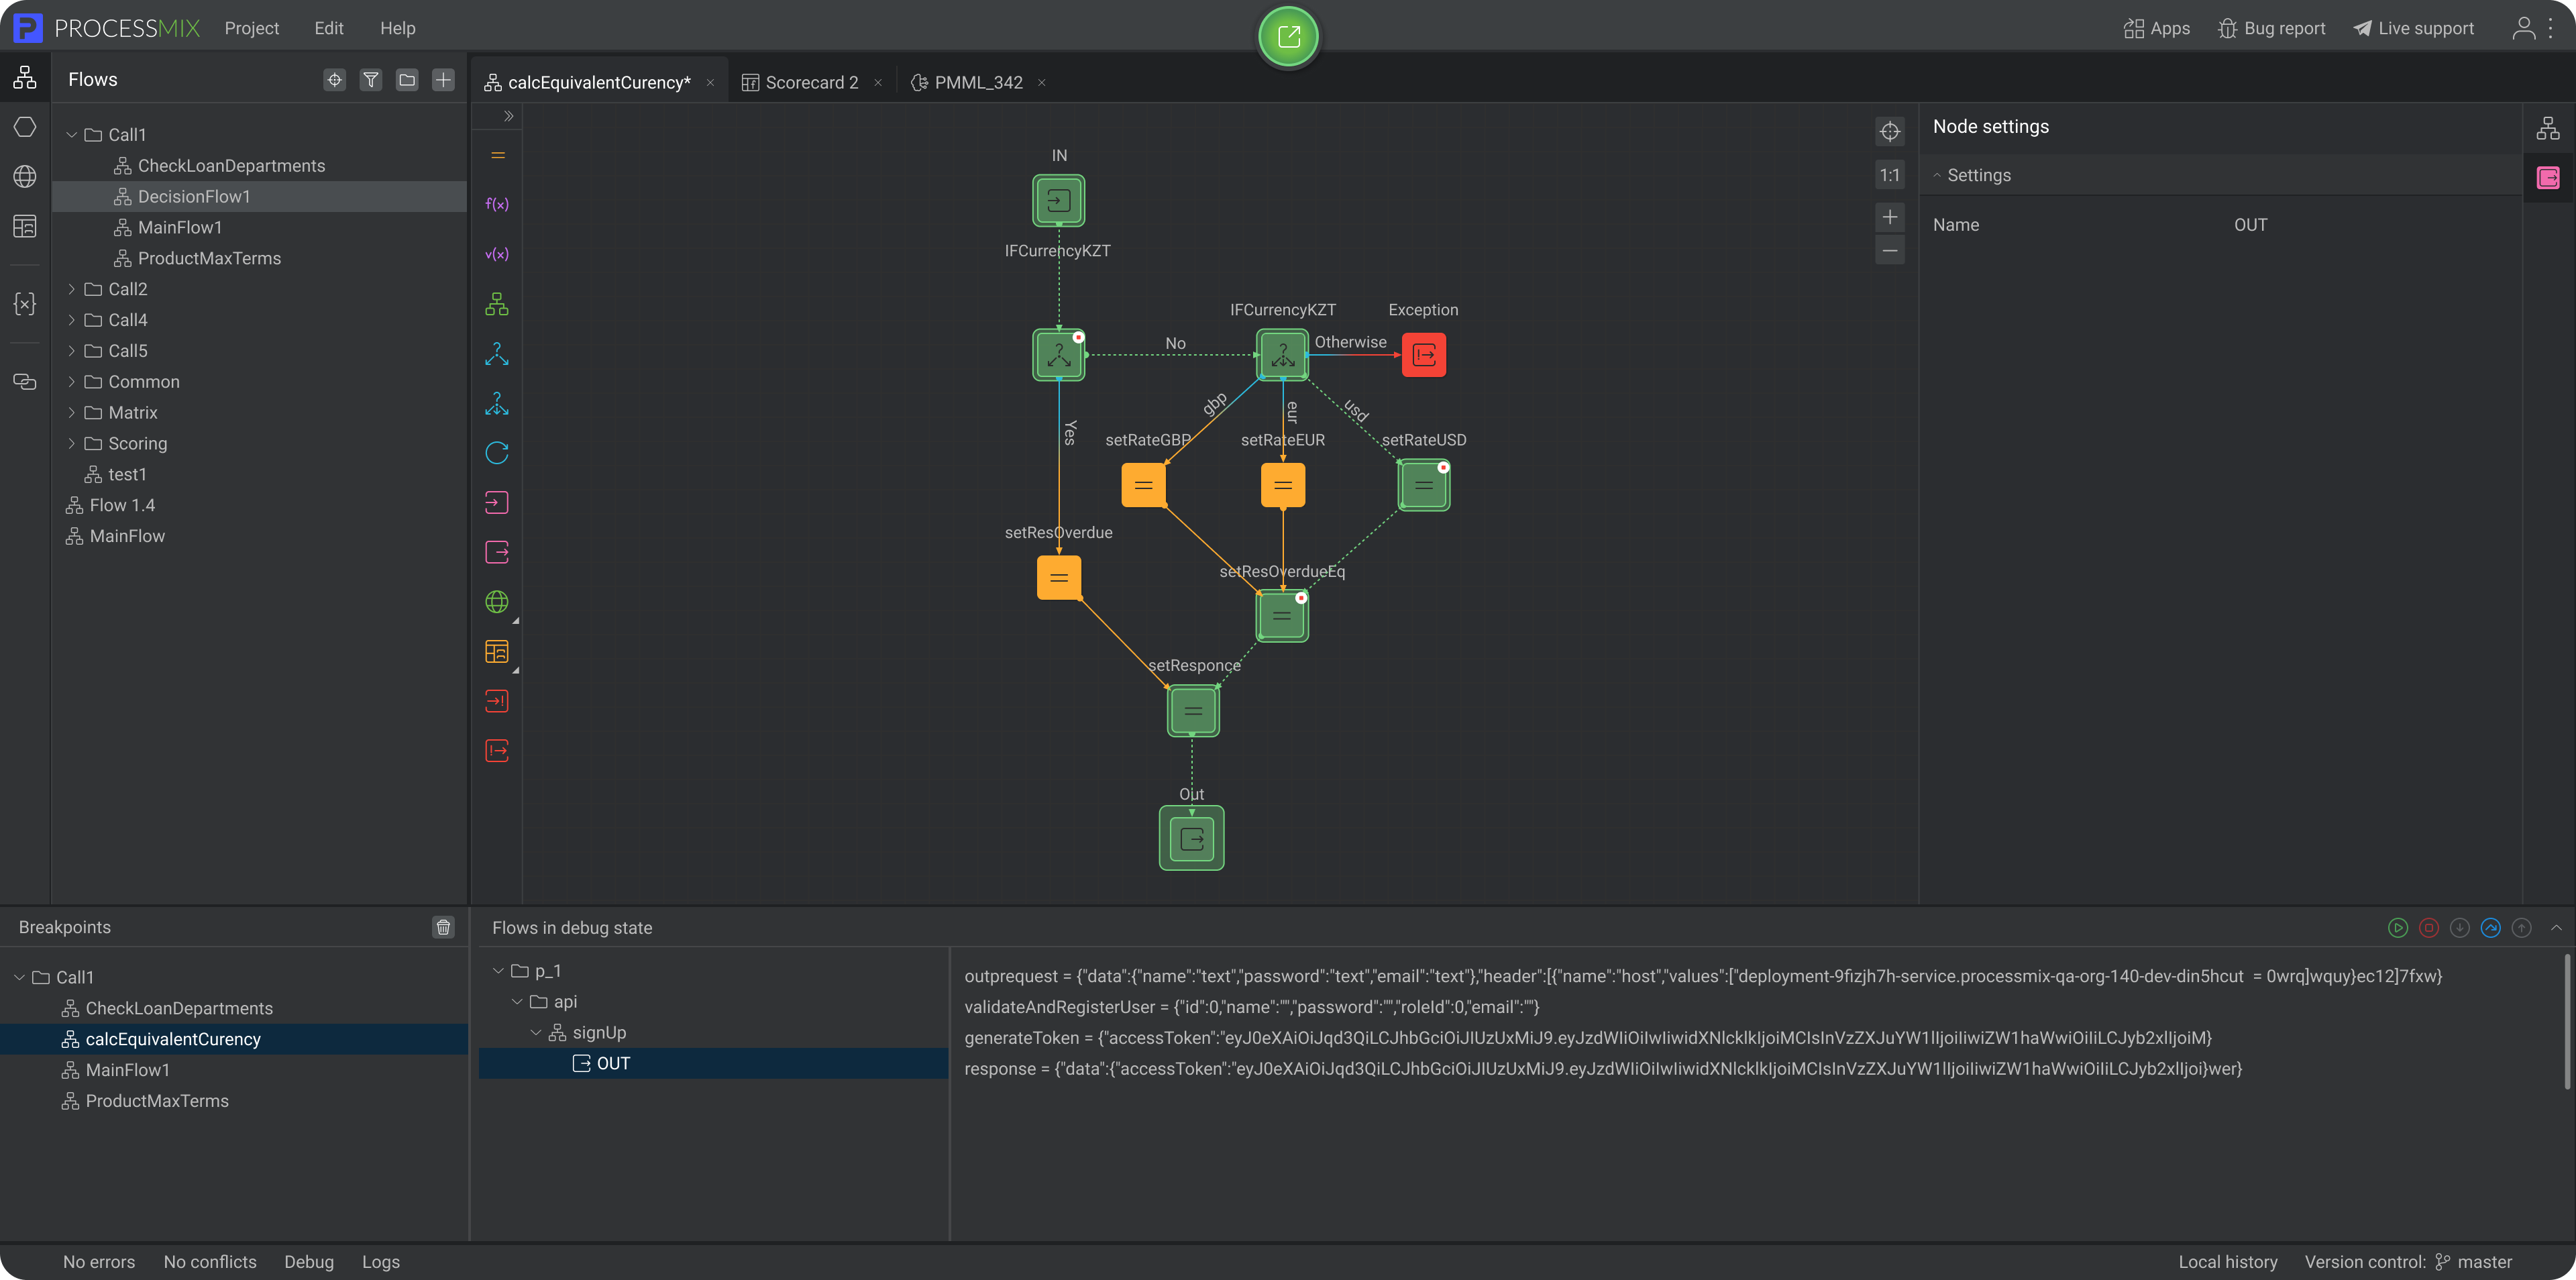 PROCESSMIX
Project
Edit
Help
Apps
Bug report
Live support
Flows
calcEquivalentCurency*
Scorecard 2
PMML_342
Call1
CheckLoanDepartments
DecisionFlow1
MainFlow1
ProductMaxTerms
Call2
Call4
Call5
Common
Matrix
Scoring
test1
Flow 1.4
MainFlow
f(x)
v(x)
IN
IFCurrencyKZT
No
IFCurrencyKZT
Otherwise
Exception
Yes
gbp
eur
usd
setRateGBP
setRateEUR
setRateUSD
setResOverdue
setResOverdueEq
setResponce
Out
1:1
Node settings
Settings
Name
OUT
Breakpoints
Call1
CheckLoanDepartments
calcEquivalentCurency
MainFlow1
ProductMaxTerms
Flows in debug state
p_1
api
signUp
OUT
outprequest = {"data":{"name":"text","password":"text","email":"text"},"header":[{"name":"host","values":["deployment-9fizjh7h-service.processmix-qa-org-140-dev-din5hcut = 0wrq]wquy}ec12]7fxw}
validateAndRegisterUser = {"id":0,"name":"","password":"","roleId":0,"email":""}
generateToken = {"accessToken":"eyJ0eXAiOiJqd3QiLCJhbGciOiJIUzUxMiJ9.eyJzdWIiOiIwIiwidXNlcklkIjoiMCIsInVzZXJuYW1lIjoiIiwiZW1haWwiOiIiLCJyb2xlIjoiM}
response = {"data":{"accessToken":"eyJ0eXAiOiJqd3QiLCJhbGciOiJIUzUxMiJ9.eyJzdWIiOiIwIiwidXNlcklkIjoiMCIsInVzZXJuYW1lIjoiIiwiZW1haWwiOiIiLCJyb2xlIjoi}wer}
No errors
No conflicts
Debug
Logs
Local history
Version control:
master